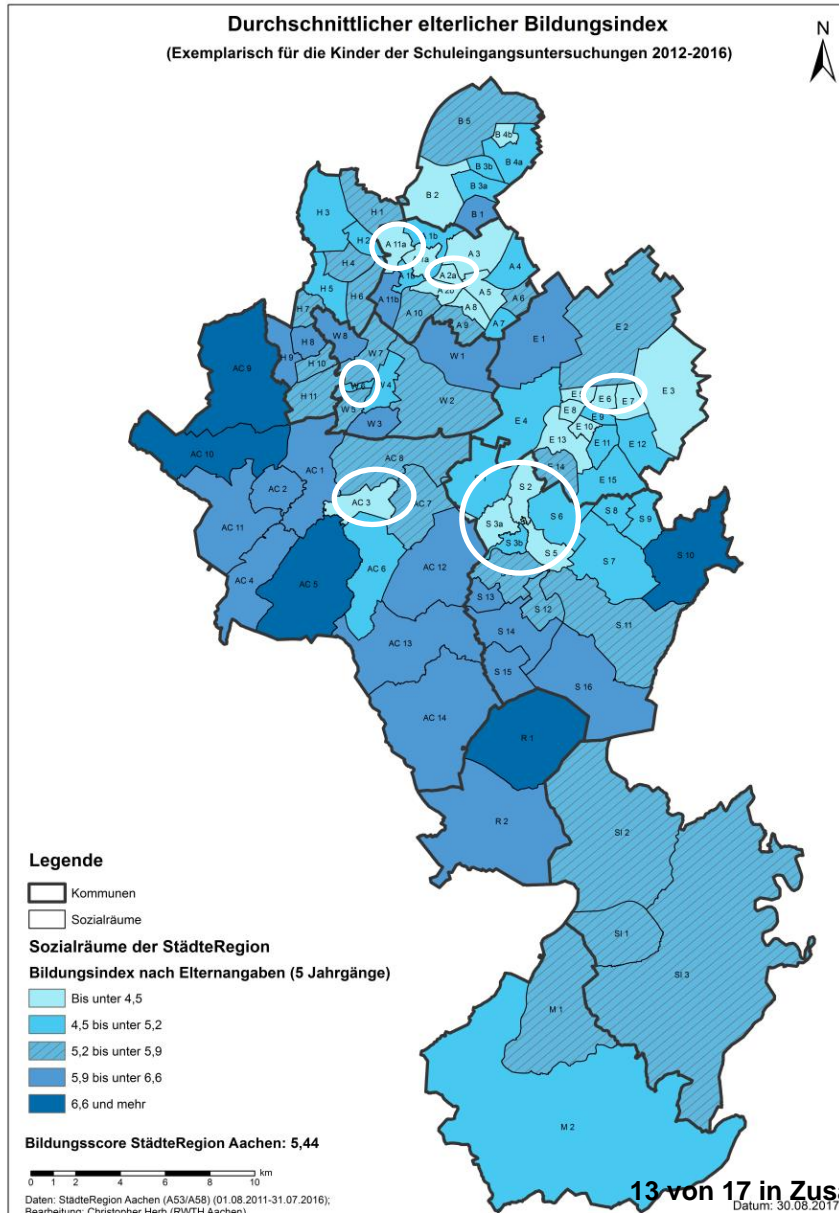 Durchschnittlicher elterlicher Bildungsindex
(Exemplarisch für die Kinder der Schuleingangsuntersuchungen 2012-2016)
N
B 5
B 4b
B 4a
B 3b
B 3a
B 2
B 1
H 3
H 1
H 2
A 11a
A 1b
A 3
H 4
A 2a
A 4
A 1b
H 5
H 6
A 11b
A 2b
A 5
A 6
A 8
H 7
A 10
A 9
A 7
E 2
AC 9
H 9
H 8
W 8
W 7
W 1
E 1
H 10
E 3
W 6
W 4
H 11
W 2
E 6
E 7
W 5
E 8
E 9
W 3
E 4
E 10
E 13
E 11
E 12
AC 10
AC 8
E 14
AC 1
E 15
AC 2
AC 3
AC 7
S 2
AC 11
S 3a
S 6
S 8
S 9
S 3b
S 5
S 10
AC 4
AC 5
AC 6
AC 12
S 7
S 13
S 12
S 11
AC 13
S 14
S 15
S 16
AC 14
R 1
R 2
SI 2
SI 1
SI 3
M 1
M 2
Legende
Kommunen
Sozialräume
Sozialräume der StädteRegion
Bildungsindex nach Elternangaben (5 Jahrgänge)
Bis unter 4,5
4,5 bis unter 5,2
5,2 bis unter 5,9
5,9 bis unter 6,6
6,6 und mehr
Bildungsscore StädteRegion Aachen: 5,44
km
0 1 2 4 6 8 10
Daten: StädteRegion Aachen (A53/A58) (01.08.2011-31.07.2016);
Bearbeitung: Christopher Herb (RWTH Aachen)
13 von 17 in Zus
Datum: 30.08.2017